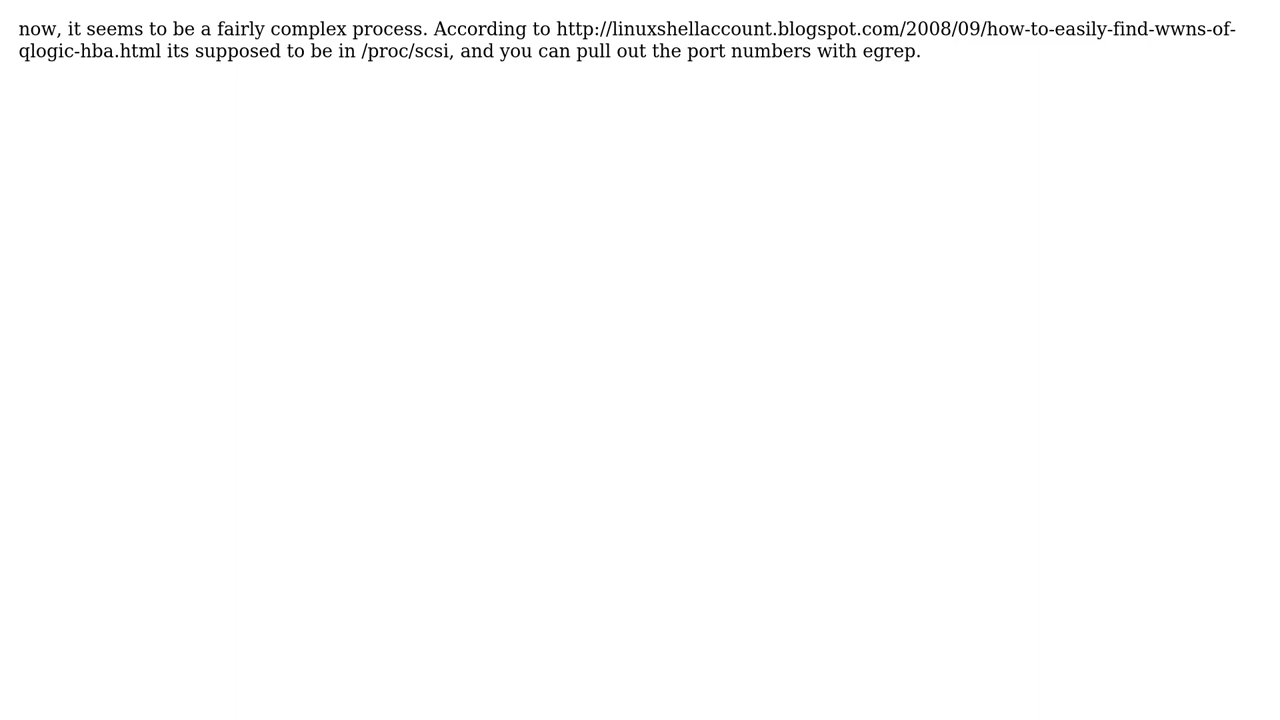 now, it seems to be a fairly complex process. According to http://linuxshellaccount.blogspot.com/2008/09/how-to-easily-find-wwns-of-
qlogic-hba.html its supposed to be in /proc/scsi, and you can pull out the port numbers with egrep.